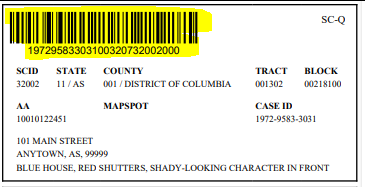 SC-Q
19729583303100320732002000
SCID STATE COUNTY TRACT BLOCK
32002 11 / AS 001 / DISTRICT OF COLUMBIA 001302 00218100
AA MAPSPOT CASE ID
10010122451 1972-9583-3031
101 MAIN STREET
ANYTOWN, AS, 99999
BLUE HOUSE, RED SHUTTERS, SHADY-LOOKING CHARACTER IN FRONT